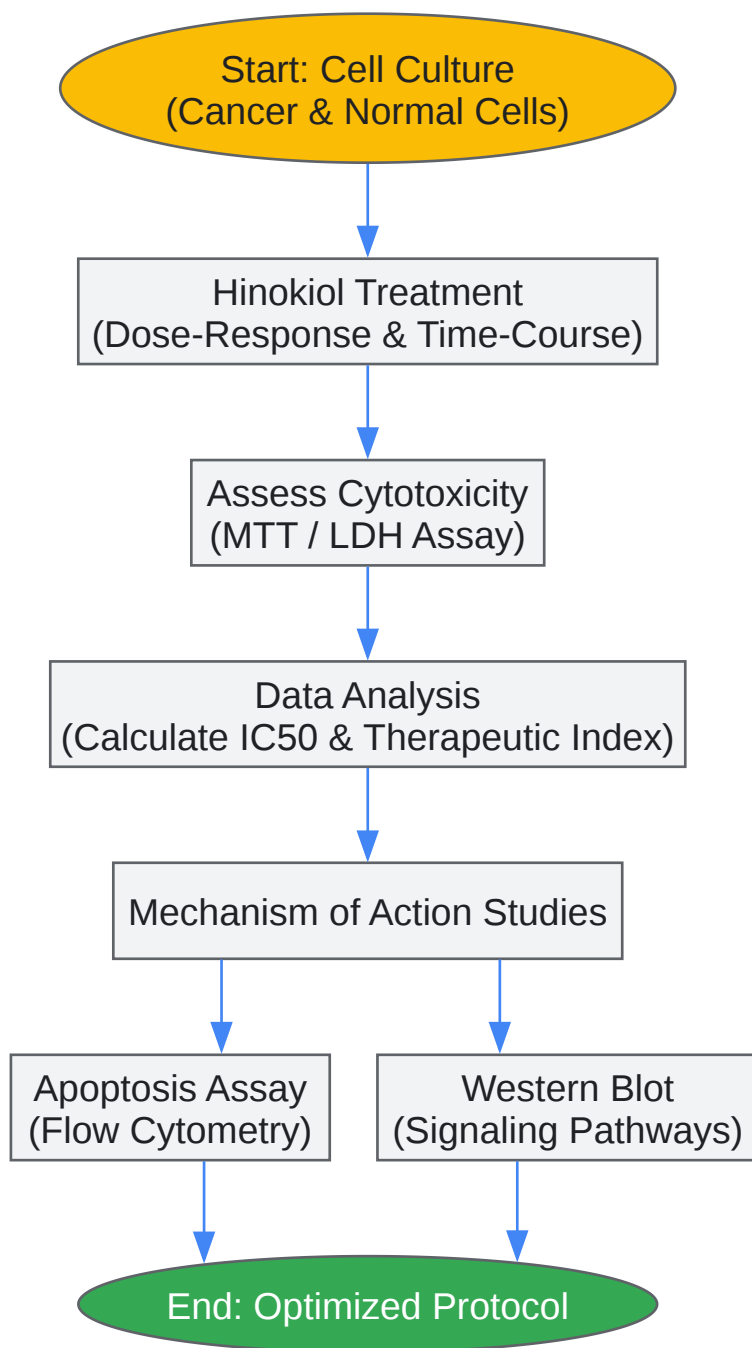 Start: Cell Culture
(Cancer & Normal Cells)
Hinokiol Treatment
(Dose-Response & Time-Course)
Assess Cytotoxicity
(MTT / LDH Assay)
Data Analysis
(Calculate IC50 & Therapeutic Index)
Mechanism of Action Studies
Apoptosis Assay
(Flow Cytometry)
Western Blot
(Signaling Pathways)
End: Optimized Protocol